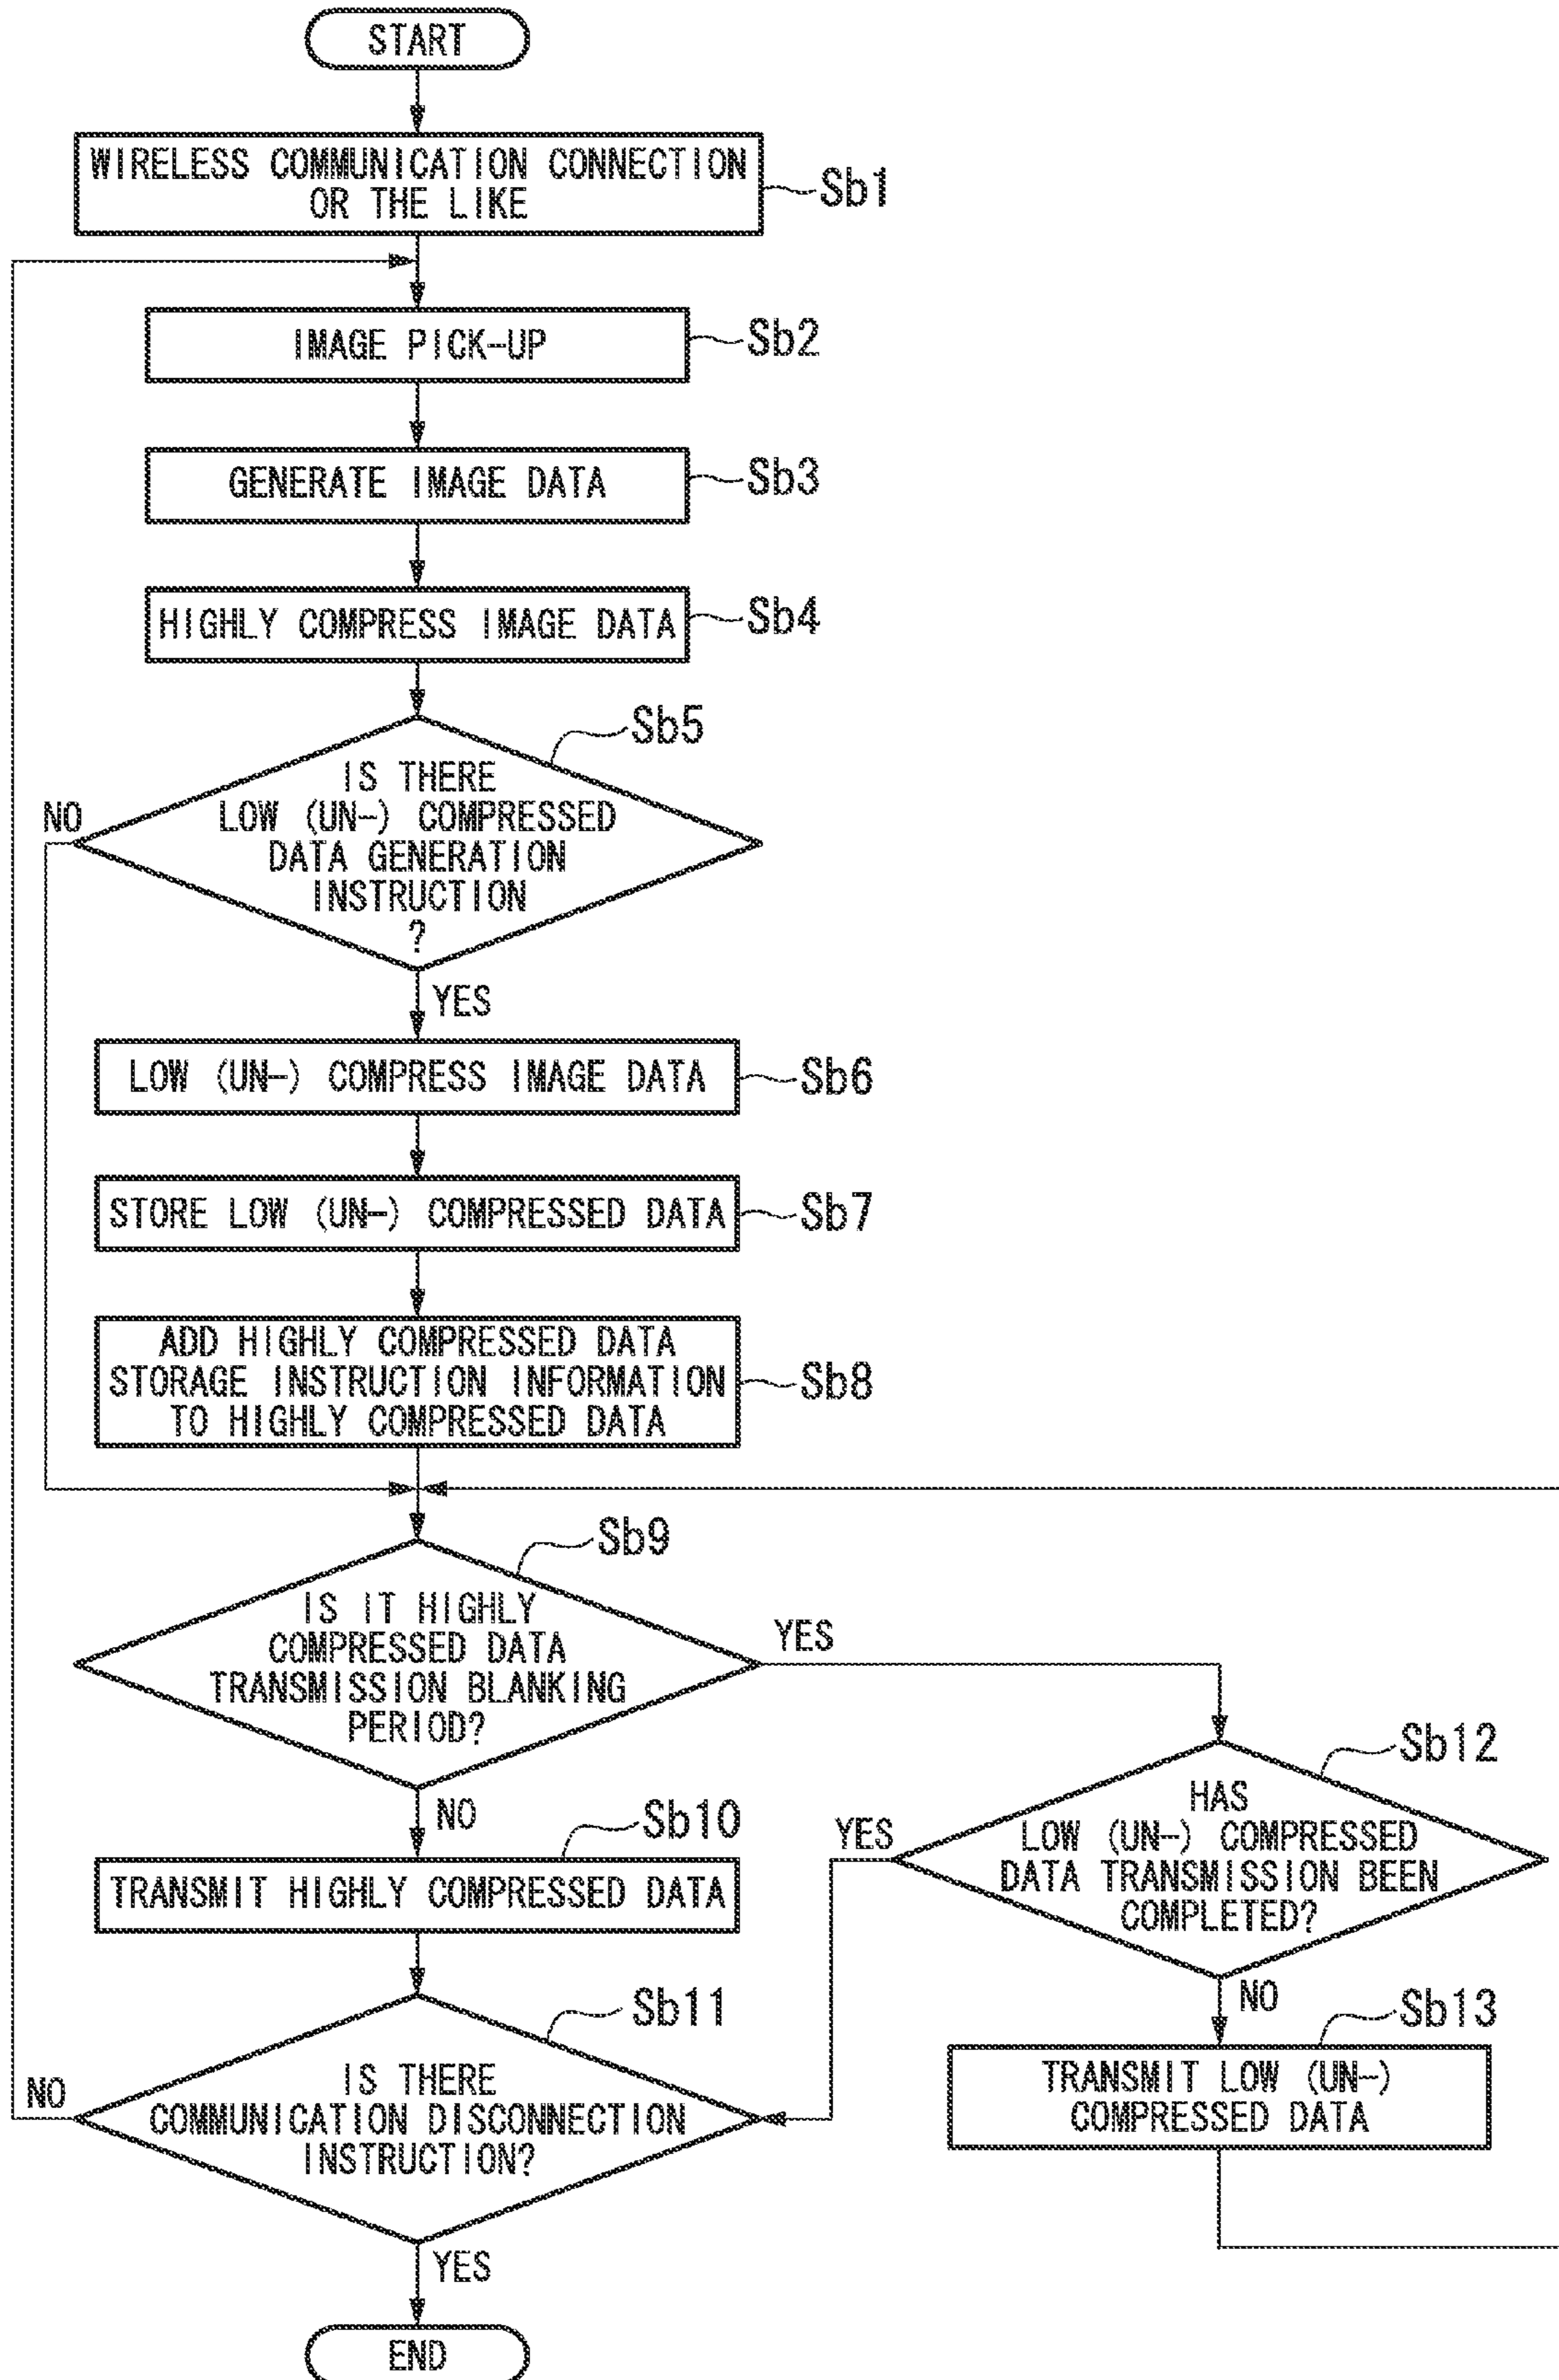 START
WIRELESS COMMUNICATION CONNECTION
OR THE LIKE
Sb1
IMAGE PICK-UP
Sb2
GENERATE IMAGE DATA
Sb3
HIGHLY COMPRESS IMAGE DATA
Sb4
Sb5
IS THERE
LOW (UN-) COMPRESSED
DATA GENERATION
INSTRUCTION
?
NO
YES
LOW (UN-) COMPRESS IMAGE DATA
Sb6
STORE LOW (UN-) COMPRESSED DATA
Sb7
ADD HIGHLY COMPRESSED DATA
STORAGE INSTRUCTION INFORMATION
TO HIGHLY COMPRESSED DATA
Sb8
Sb9
IS IT HIGHLY
COMPRESSED DATA
TRANSMISSION BLANKING
PERIOD?
YES
NO
Sb10
TRANSMIT HIGHLY COMPRESSED DATA
Sb11
IS THERE
COMMUNICATION DISCONNECTION
INSTRUCTION?
NO
YES
END
Sb12
HAS
LOW (UN-) COMPRESSED
DATA TRANSMISSION BEEN
COMPLETED?
YES
NO
Sb13
TRANSMIT LOW (UN-)
COMPRESSED DATA